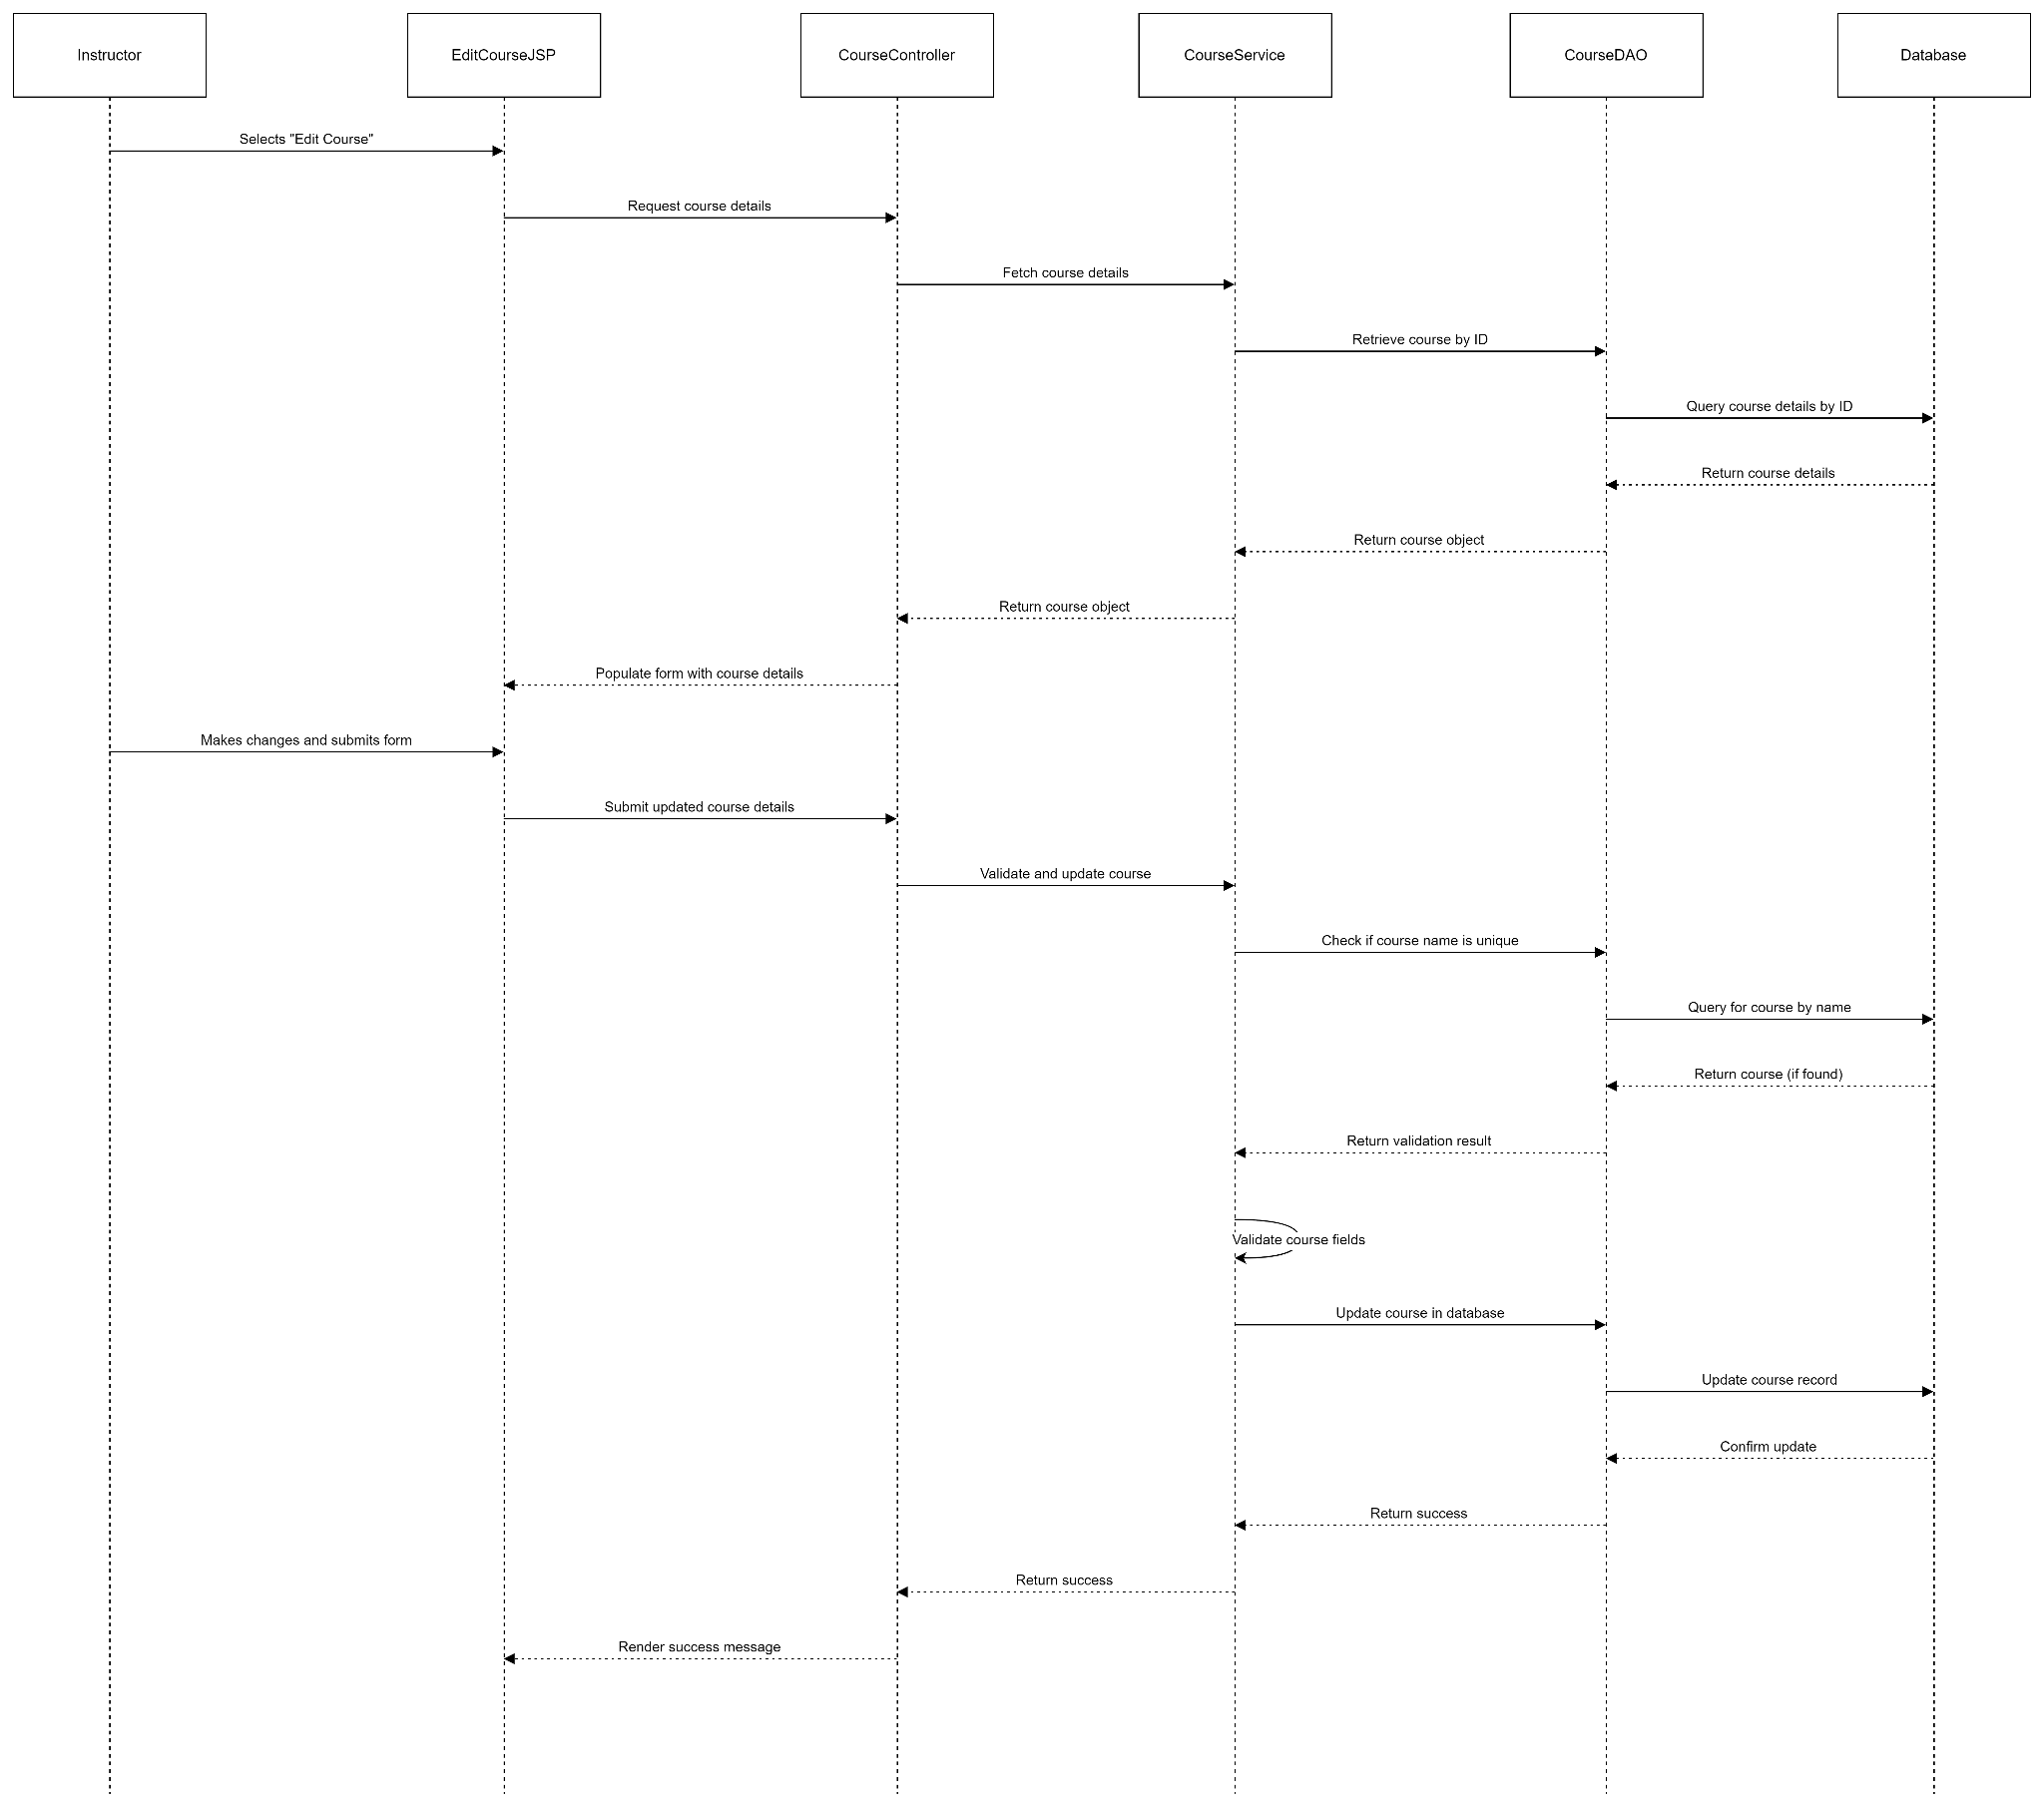 Instructor
EditCourseJSP
CourseController
CourseService
CourseDAO
Database
Selects "Edit Course"
Request course details
Fetch course details
Retrieve course by ID
Query course details by ID
Return course details
Return course object
Return course object
Populate form with course details
Makes changes and submits form
Submit updated course details
Validate and update course
Check if course name is unique
Query for course by name
Return course (if found)
Return validation result
Validate course fields
Update course in database
Update course record
Confirm update
Return success
Return success
Render success message